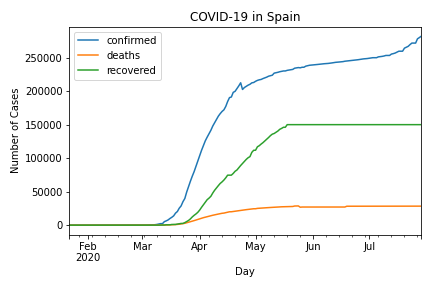 COVID-19 in Spain
confirmed
deaths
recovered
Number of Cases
250000
200000
150000
100000
50000
0
Feb
2020
Mar
Apr
May
Jun
Jul
Day